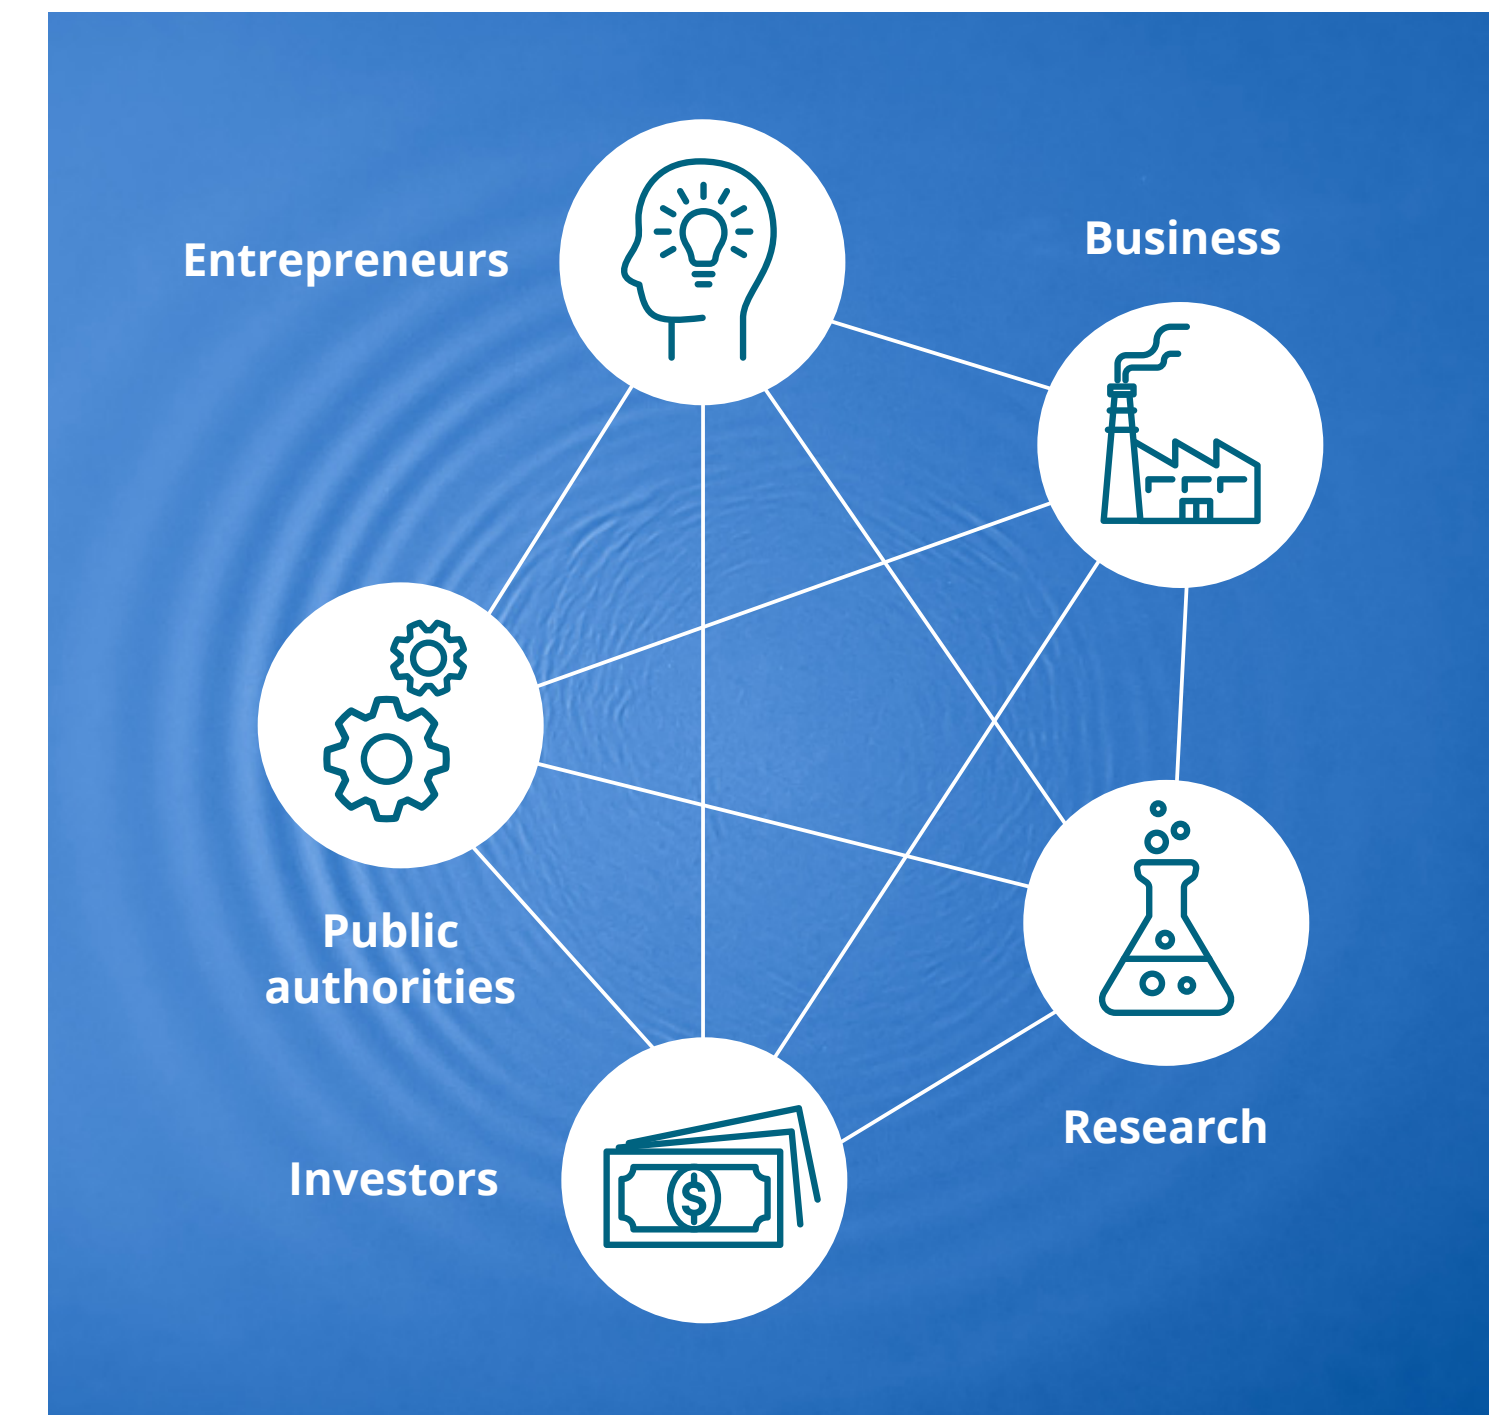 Entrepreneurs
Business
Public
authorities
Research
Investors
$